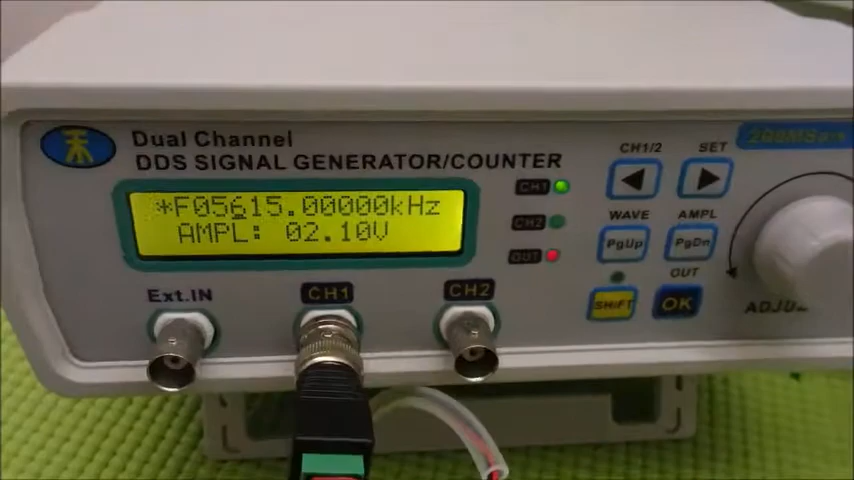 Dual Channel
DDS SIGNAL GENERATOR/COUNTER
*F05615.00000kHz
AMPL: 02.10V
CH1
CH2
OUT
CH1/2
SET
200MSa/s
WAVE
AMPL
PgUp
PgDn
OUT
SHIFT
OK
Ext.IN
CH1
CH2